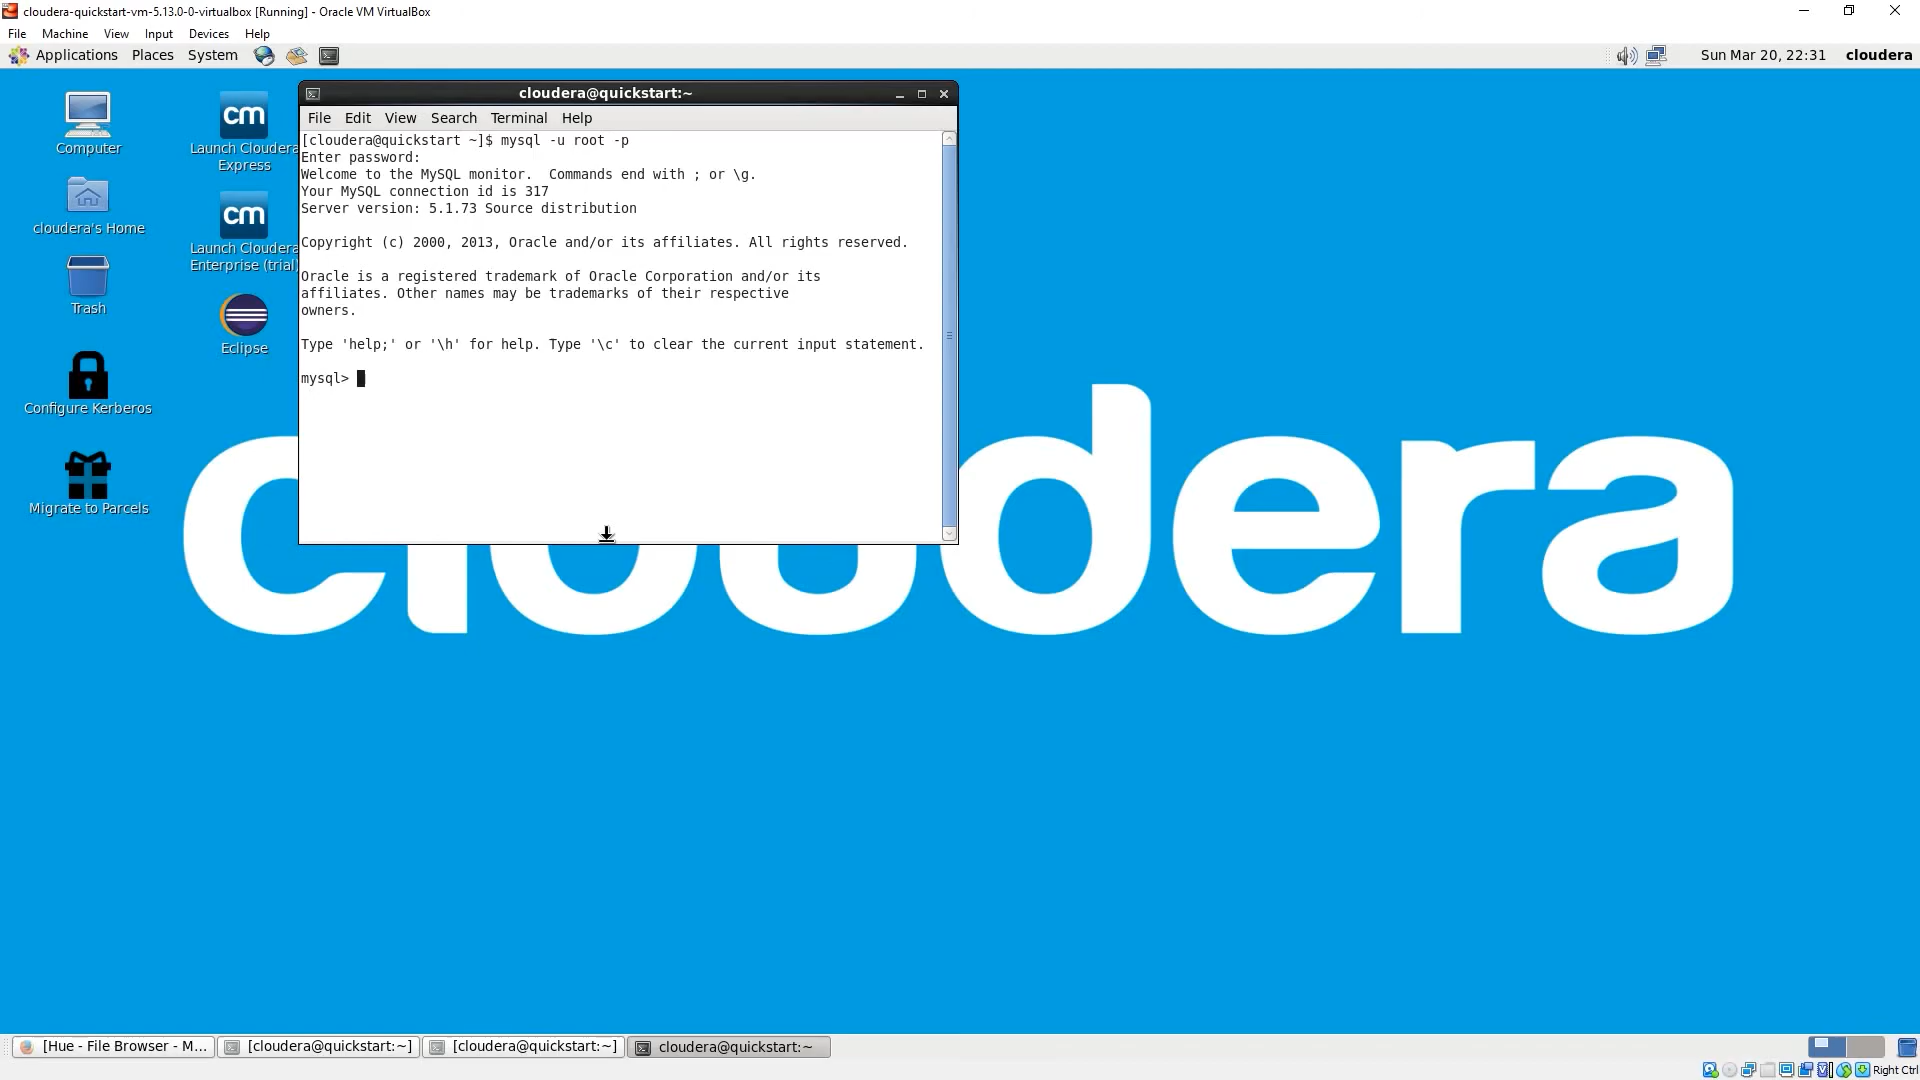 cloudera-quickstart-vm-5.13.0-0-virtualbox [Running] - Oracle VM VirtualBox
File Machine View Input Devices Help
Applications Places System
Sun Mar 20, 22:31 cloudera
Computer
cloudera's Home
Trash
Configure Kerberos
Migrate to Parcels
cm
Launch Cloudera
Express
cm
Launch Cloudera
Enterprise (trial)
Eclipse
cloudera@quickstart:~
File Edit View Search Terminal Help
[cloudera@quickstart ~]$ mysql -u root -p
Enter password:
Welcome to the MySQL monitor.  Commands end with ; or \g.
Your MySQL connection id is 317
Server version: 5.1.73 Source distribution
Copyright (c) 2000, 2013, Oracle and/or its affiliates. All rights reserved.
Oracle is a registered trademark of Oracle Corporation and/or its
affiliates. Other names may be trademarks of their respective
owners.
Type 'help;' or '\h' for help. Type '\c' to clear the current input statement.
mysql>
cloudera
[Hue - File Browser - M... [cloudera@quickstart:~] [cloudera@quickstart:~] cloudera@quickstart:~
Right Ctrl